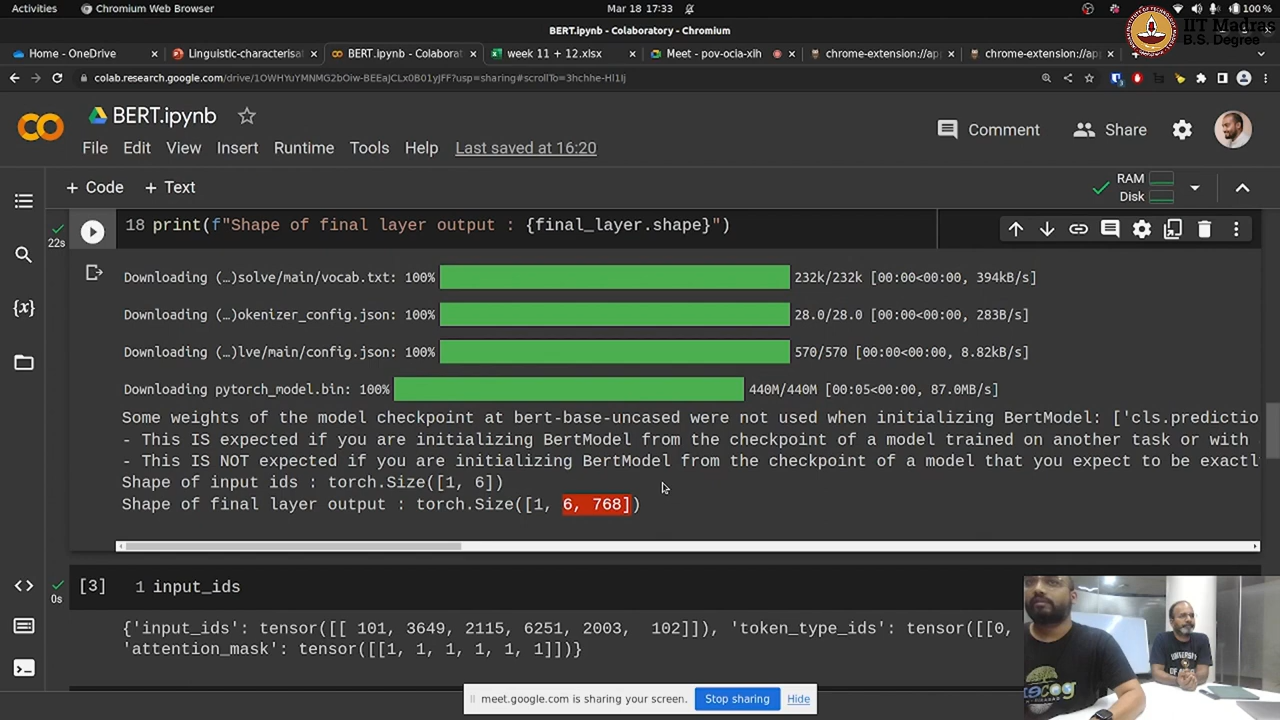 Activities
Chromium Web Browser
Mar 18 17:33
100 %
BERT.ipynb - Colaboratory - Chromium
Home - OneDrive
Linguistic-characterisat
BERT.ipynb - Colaborat
week 11 + 12.xlsx
Meet - pov-ocia-xih
chrome-extension://app
chrome-extension://app
IIT Madras
B.S. Degree
colab.research.google.com/drive/1OWHYuYMNMG2bOiw-BEEaJCLx0B01yJFF?usp=sharing#scrollTo=3hchhe-Hl1Ij
BERT.ipynb
File Edit View Insert Runtime Tools Help Last saved at 16:20
Comment
Share
+ Code + Text
RAM
Disk
22s
18 print(f"Shape of final layer output : {final_layer.shape}")
Downloading (…)solve/main/vocab.txt: 100% 232k/232k [00:00<00:00, 394kB/s]
Downloading (…)okenizer_config.json: 100% 28.0/28.0 [00:00<00:00, 283B/s]
Downloading (…)lve/main/config.json: 100% 570/570 [00:00<00:00, 8.82kB/s]
Downloading pytorch_model.bin: 100% 440M/440M [00:05<00:00, 87.0MB/s]
Some weights of the model checkpoint at bert-base-uncased were not used when initializing BertModel: ['cls.predictio
- This IS expected if you are initializing BertModel from the checkpoint of a model trained on another task or with
- This IS NOT expected if you are initializing BertModel from the checkpoint of a model that you expect to be exactl
Shape of input ids : torch.Size([1, 6])
Shape of final layer output : torch.Size([1, 6, 768])
[3] 1 input_ids
0s
{'input_ids': tensor([[ 101, 3649, 2115, 6251, 2003, 102]]), 'token_type_ids': tensor([[0,
'attention_mask': tensor([[1, 1, 1, 1, 1, 1]])}
meet.google.com is sharing your screen.
Stop sharing
Hide